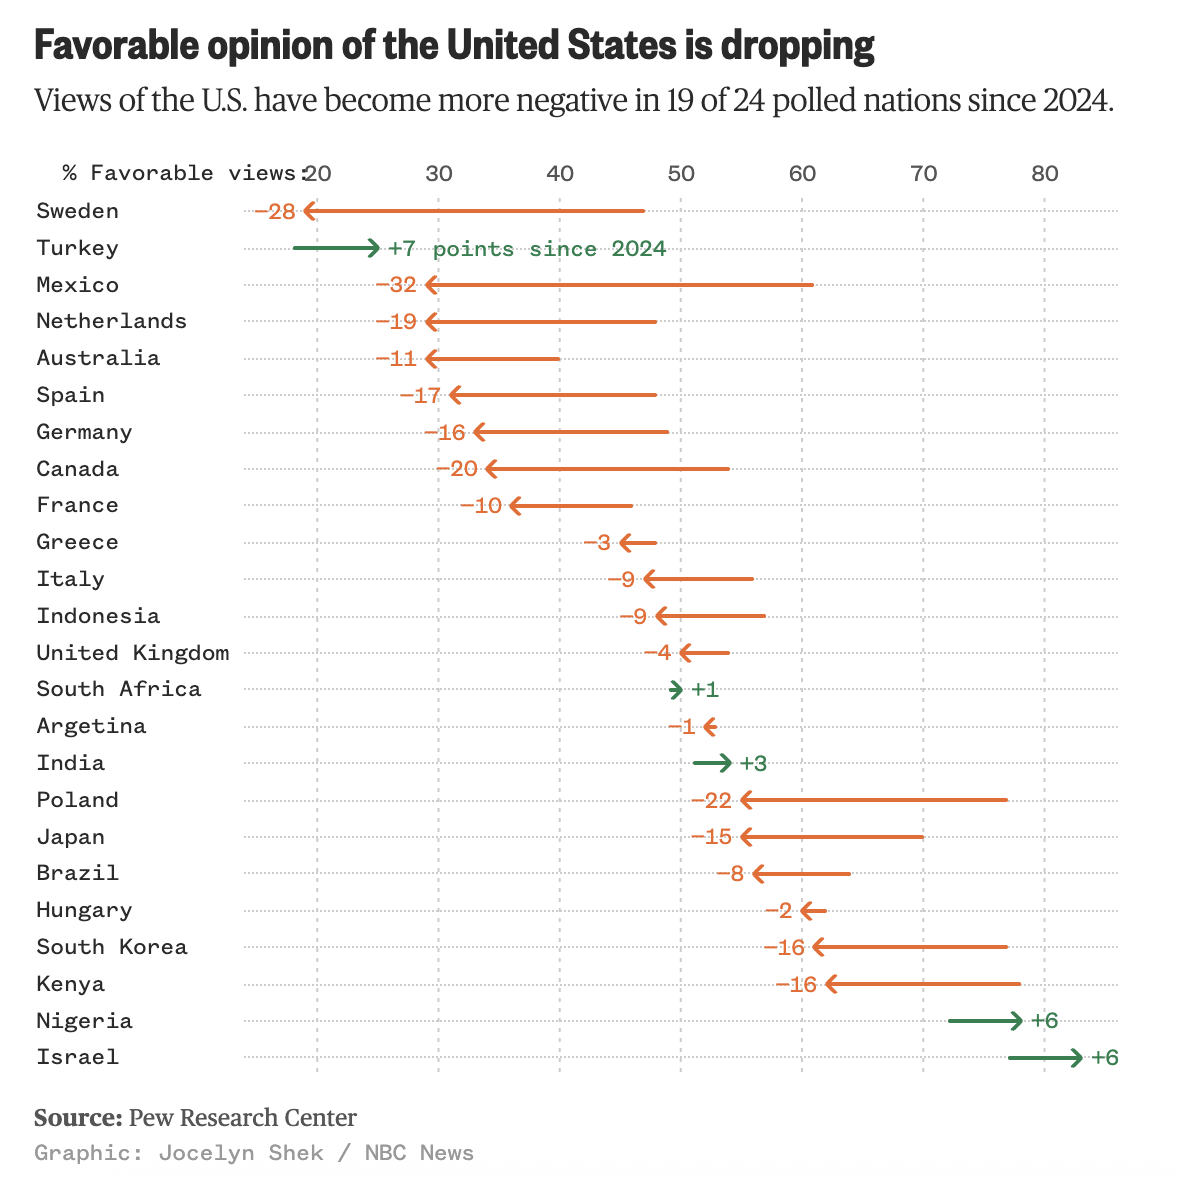 Favorable opinion of the United States is dropping
Views of the U.S. have become more negative in 19 of 24 polled nations since 2024.
% Favorable views: 20 30 40 50 60 70 80
Sweden −28
Turkey +7 points since 2024
Mexico −32
Netherlands −19
Australia −11
Spain −17
Germany −16
Canada −20
France −10
Greece −3
Italy −9
Indonesia −9
United Kingdom −4
South Africa +1
Argetina −1
India +3
Poland −22
Japan −15
Brazil −8
Hungary −2
South Korea −16
Kenya −16
Nigeria +6
Israel +6
Source: Pew Research Center
Graphic: Jocelyn Shek / NBC News